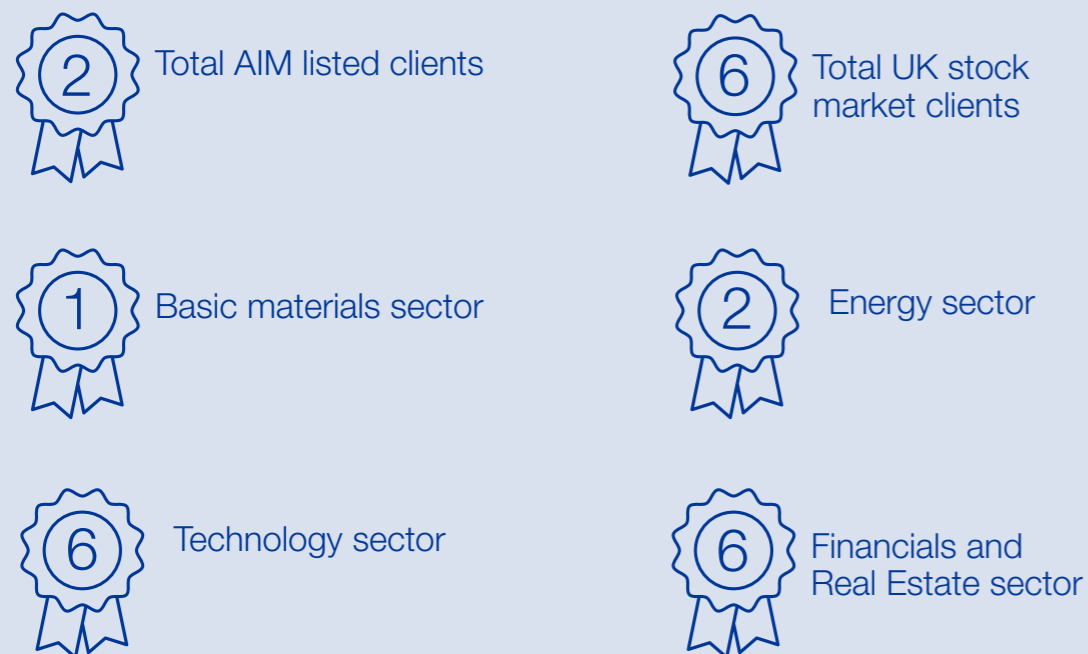 2
Total AIM listed clients
6
Total UK stock
market clients
1
Basic materials sector
2
Energy sector
6
Technology sector
6
Financials and
Real Estate sector